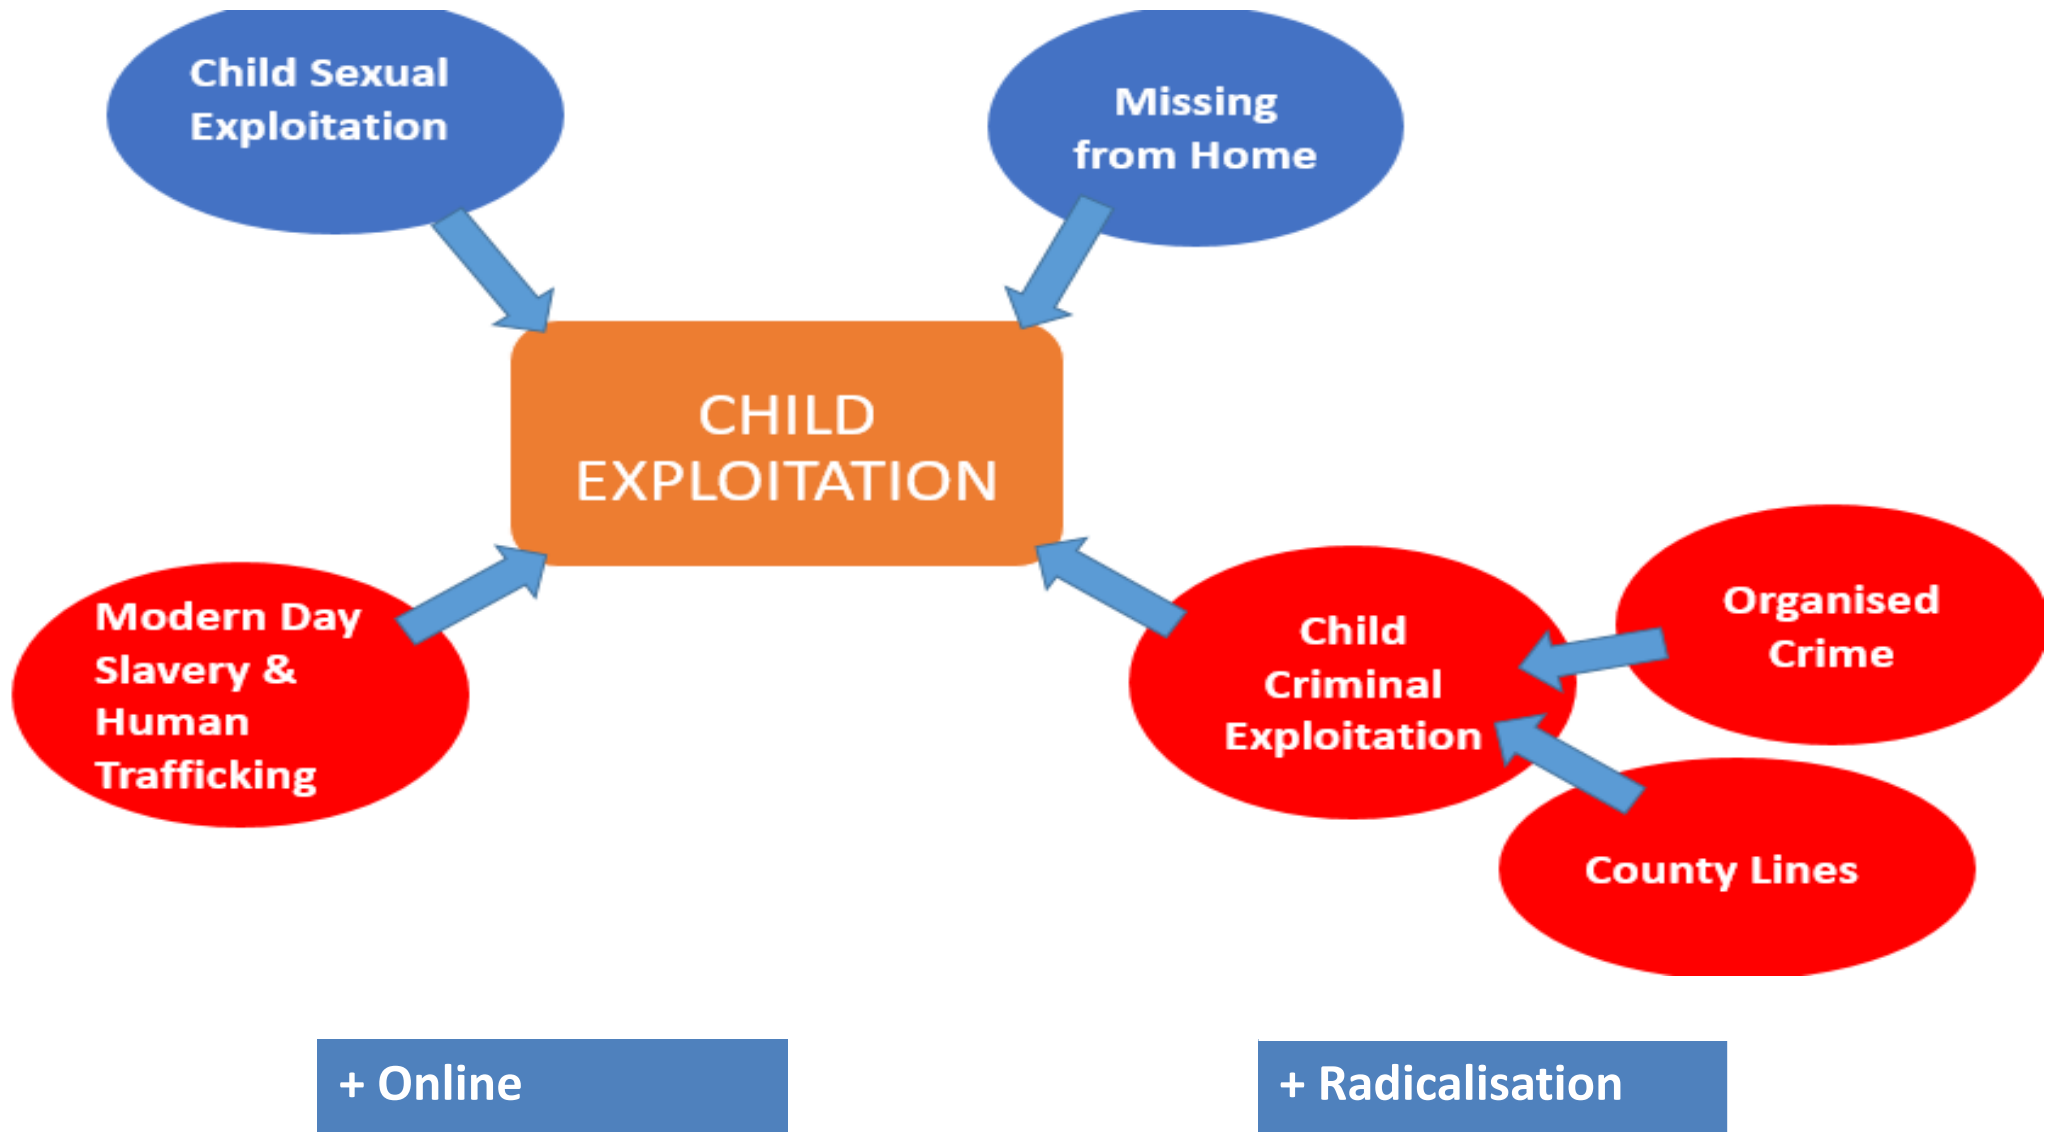 Child Sexual
Exploitation
Missing
from Home
CHILD
EXPLOITATION
Modern Day
Slavery &
Human
Trafficking
Child
Criminal
Exploitation
Organised
Crime
County Lines
+ Online
+ Radicalisation